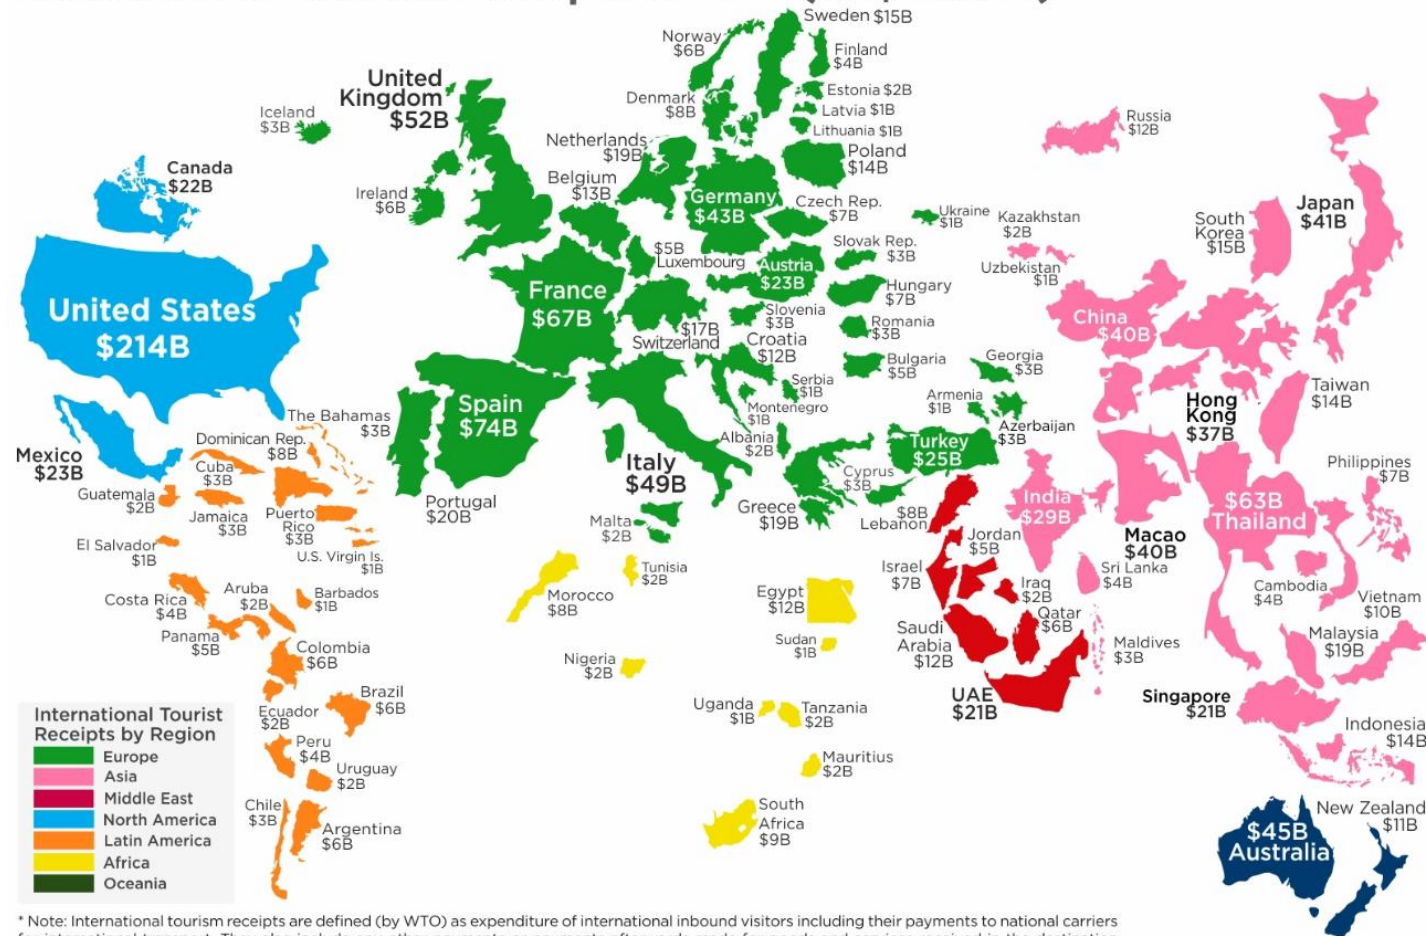 Sweden $15B
Norway
$6B
Finland
$4B
United
Kingdom
$52B
Estonia $2B
Denmark
$8B
Latvia $1B
Iceland
$3B
Lithuania $1B
Russia
$12B
Netherlands
$19B
Poland
$14B
Canada
$22B
Belgium
$13B
Ireland
$6B
Germany
$43B
Czech Rep.
$7B
Ukraine
$1B
Kazakhstan
$2B
South
Korea
$15B
Japan
$41B
$5B
Luxembourg
Slovak Rep.
$3B
Austria
$23B
Uzbekistan
$1B
Hungary
$7B
France
$67B
United States
$214B
Slovenia
$3B
Romania
$3B
China
$40B
$17B
Switzerland
Croatia
$12B
Bulgaria
$5B
Georgia
$3B
Serbia
$1B
Taiwan
$14B
Spain
$74B
Montenegro
$1B
Armenia
$1B
Hong
Kong
$37B
The Bahamas
$3B
Azerbaijan
$3B
Albania
$2B
Turkey
$25B
Dominican Rep.
$8B
Mexico
$23B
Italy
$49B
Cuba
$3B
Cyprus
$3B
Philippines
$7B
Guatemala
$2B
Portugal
$20B
Greece
$19B
India
$29B
$63B
Thailand
Jamaica
$3B
Puerto
Rico
$3B
Malta
$2B
$8B
Lebanon
Macao
$40B
El Salvador
$1B
U.S. Virgin Is.
$1B
Jordan
$5B
Tunisia
$2B
Israel
$7B
Sri Lanka
$4B
Costa Rica
$4B
Aruba
$2B
Barbados
$1B
Morocco
$8B
Egypt
$12B
Iraq
$2B
Cambodia
$4B
Vietnam
$10B
Panama
$5B
Qatar
$6B
Saudi
Arabia
$12B
Malaysia
$19B
Sudan
$1B
Maldives
$3B
Colombia
$6B
Nigeria
$2B
UAE
$21B
Singapore
$21B
Brazil
$6B
Ecuador
$2B
Uganda
$1B
Tanzania
$2B
Indonesia
$14B
Peru
$4B
Mauritius
$2B
Uruguay
$2B
Chile
$3B
South
Africa
$9B
New Zealand
$11B
Argentina
$6B
$45B
Australia
International Tourist
Receipts by Region
Europe
Asia
Middle East
North America
Latin America
Africa
Oceania
* Note: International tourism receipts are defined (by WTO) as expenditure of international inbound visitors including their payments to national carriers